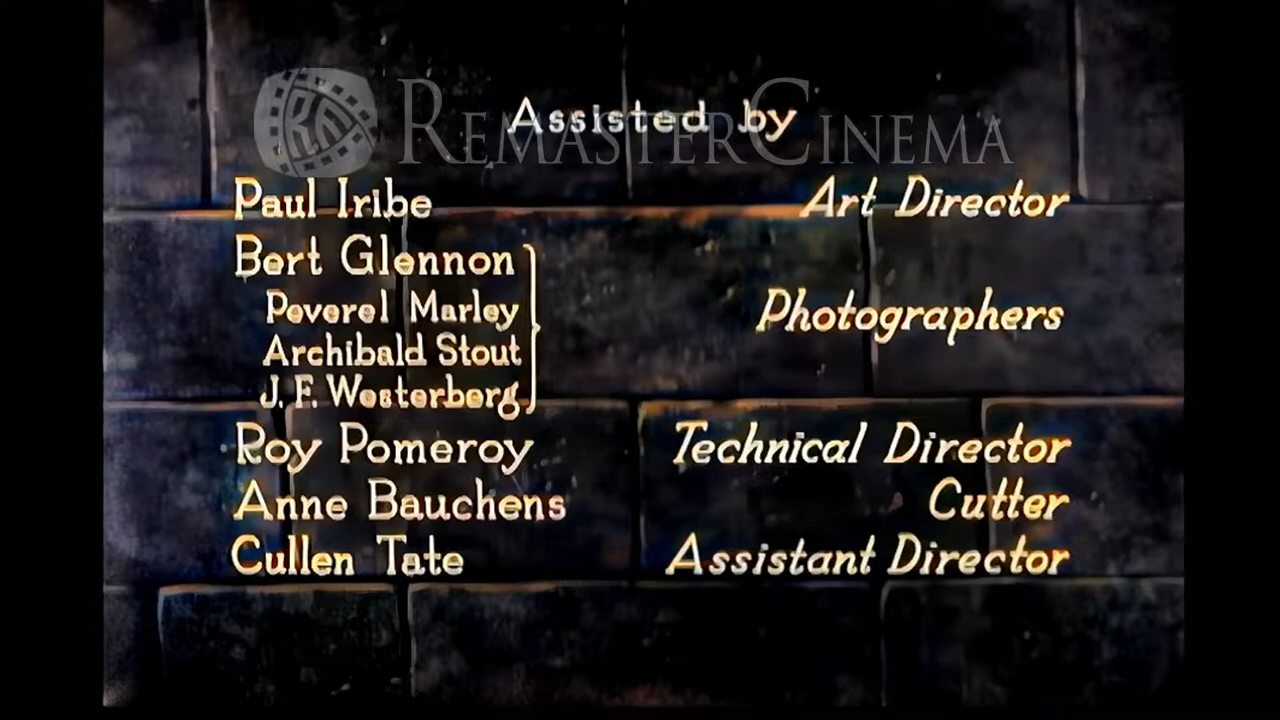 REMASTERCINEMA
Assisted by
Paul Iribe Art Director
Bert Glennon
Peverel Marley
Archibald Stout
J. F. Westerberg
Photographers
Roy Pomeroy Technical Director
Anne Bauchens Cutter
Cullen Tate Assistant Director